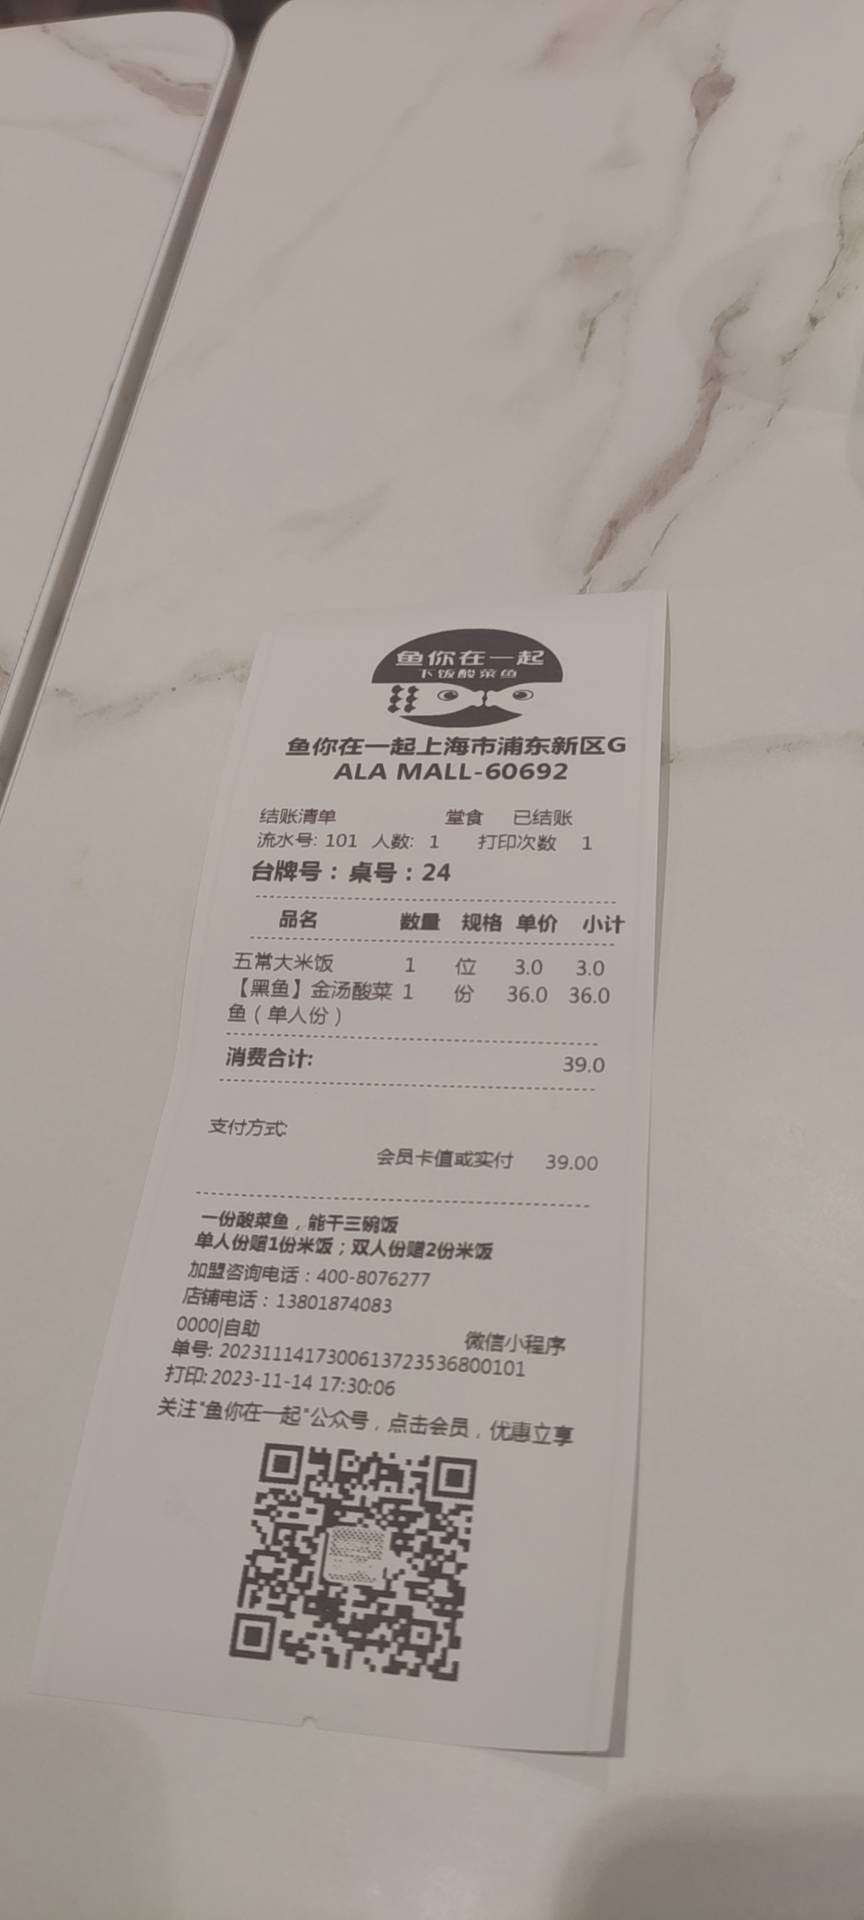 鱼你在一起
下饭酸菜鱼
鱼你在一起上海市浦东新区G
ALA MALL-60692
结账清单 堂食 已结账
流水号: 101 人数: 1 打印次数 1
台牌号：桌号：24
品名 数量 规格 单价 小计
五常大米饭 1 位 3.0 3.0
【黑鱼】金汤酸菜 1 份 36.0 36.0
鱼（单人份）
消费合计: 39.0
支付方式:
会员卡值或实付 39.00
一份酸菜鱼，能干三碗饭
单人份赠1份米饭；双人份赠2份米饭
加盟咨询电话：400-8076277
店铺电话：13801874083
0000|自助 微信小程序
单号: 20231114173006137235368​00101
打印:2023-11-14 17:30:06
关注"鱼你在一起"公众号，点击会员，优惠立享